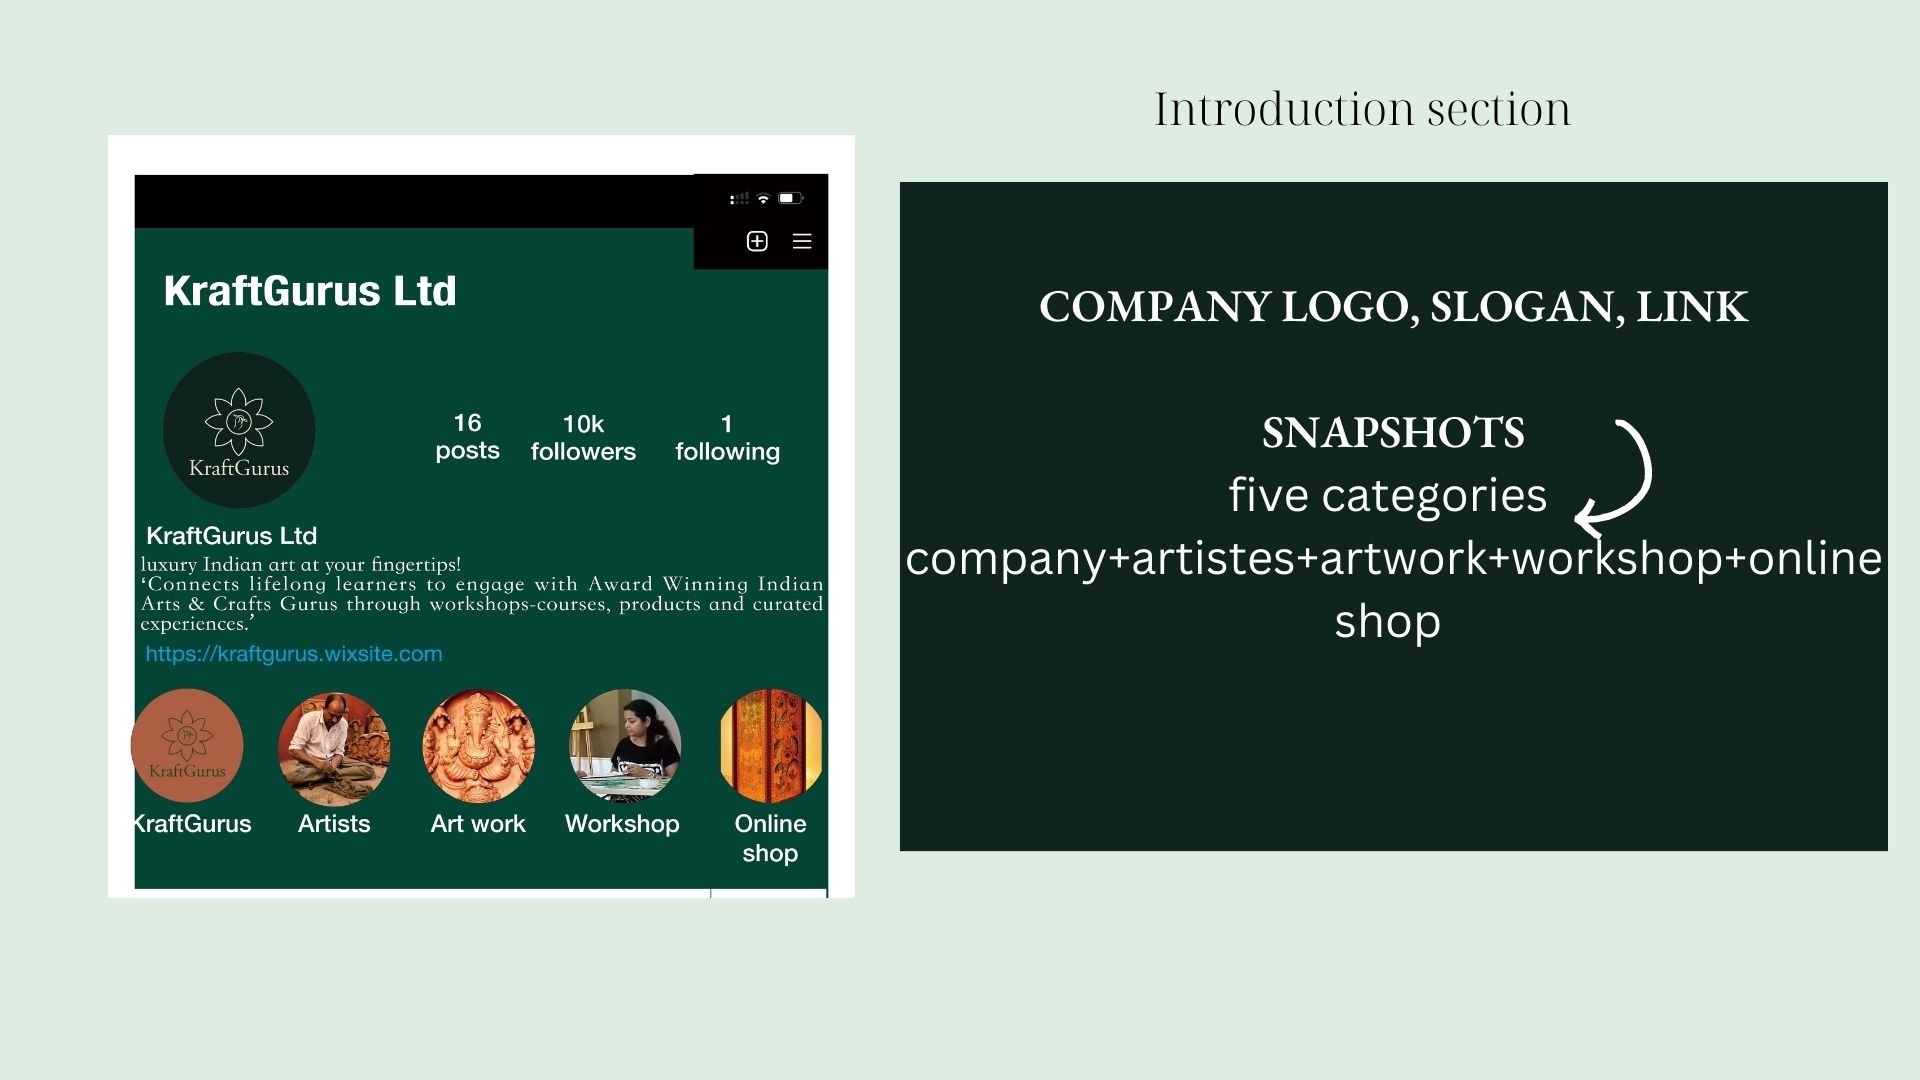 Introduction section
KraftGurus Ltd
KraftGurus
16
posts
10k
followers
1
following
KraftGurus Ltd
luxury Indian art at your fingertips!
‘Connects lifelong learners to engage with Award Winning Indian
Arts & Crafts Gurus through workshops-courses, products and curated
experiences.’
https://kraftgurus.wixsite.com
KraftGurus
KraftGurus
Artists
Art work
Workshop
Online
shop
COMPANY LOGO, SLOGAN, LINK
SNAPSHOTS
five categories
company+artistes+artwork+workshop+online
shop